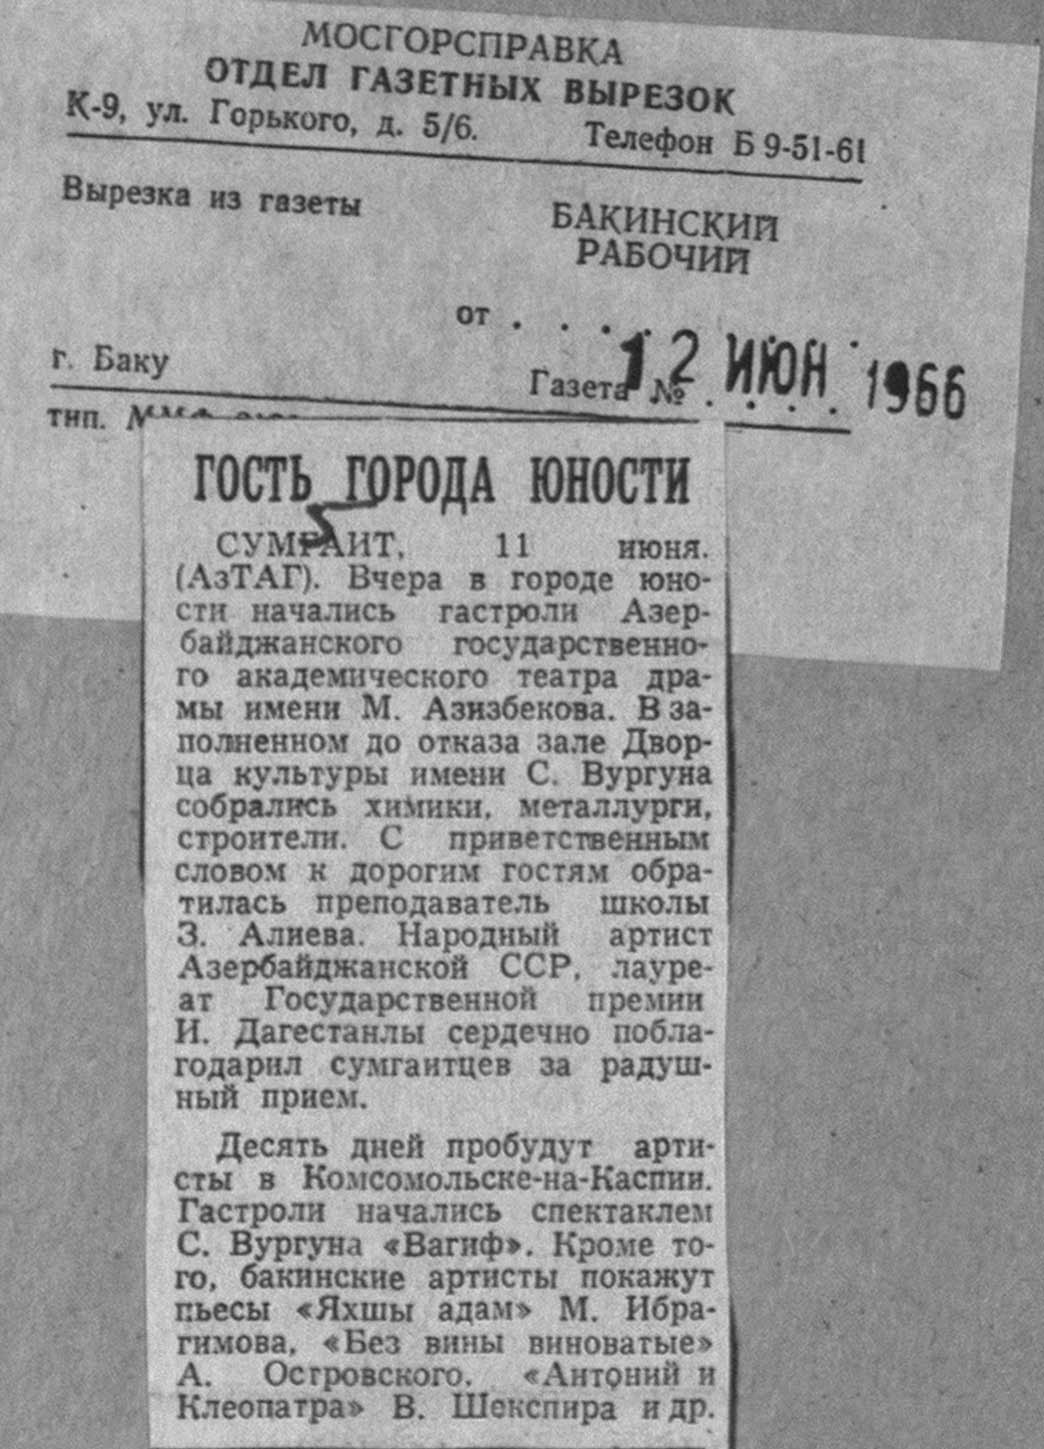 МОСГОРСПРАВКА
ОТДЕЛ ГАЗЕТНЫХ ВЫРЕЗОК
К-9, ул. Горького, д. 5/6. Телефон Б 9-51-61
Вырезка из газеты
БАКИНСКИЙ
РАБОЧИЙ
от . . . .
12 ИЮН 1966
г. Баку
Газета № . . . .
тип.
ГОСТЬ ГОРОДА ЮНОСТИ
СУМГАИТ, 11 июня.
(АзТАГ). Вчера в городе юно-
сти начались гастроли Азер-
байджанского государственно-
го академического театра дра-
мы имени М. Азизбекова. В за-
полненном до отказа зале Двор-
ца культуры имени С. Вургуна
собрались химики, металлурги,
строители. С приветственным
словом к дорогим гостям обра-
тилась преподаватель школы
З. Алиева. Народный артист
Азербайджанской ССР, лауре-
ат Государственной премии
И. Дагестанлы сердечно побла-
годарил сумгаитцев за радуш-
ный прием.
Десять дней пробудут арти-
сты в Комсомольске-на-Каспии.
Гастроли начались спектаклем
С. Вургуна «Вагиф». Кроме то-
го, бакинские артисты покажут
пьесы «Яхшы адам» М. Ибра-
гимова, «Без вины виноватые»
А. Островского, «Антоний и
Клеопатра» В. Шекспира и др.